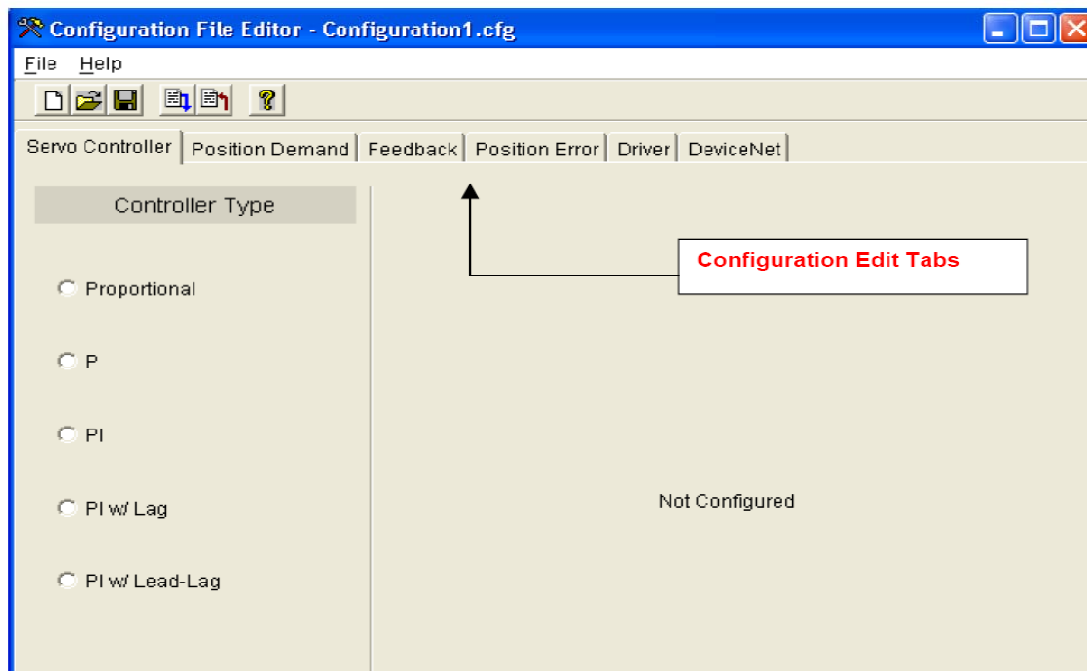 Configuration File Editor - Configuration1.cfg
File Help
Servo Controller Position Demand Feedback Position Error Driver DeviceNet
Controller Type
Configuration Edit Tabs
Proportional
P
PI
Not Configured
PI w/ Lag
PI w/ Lead-Lag